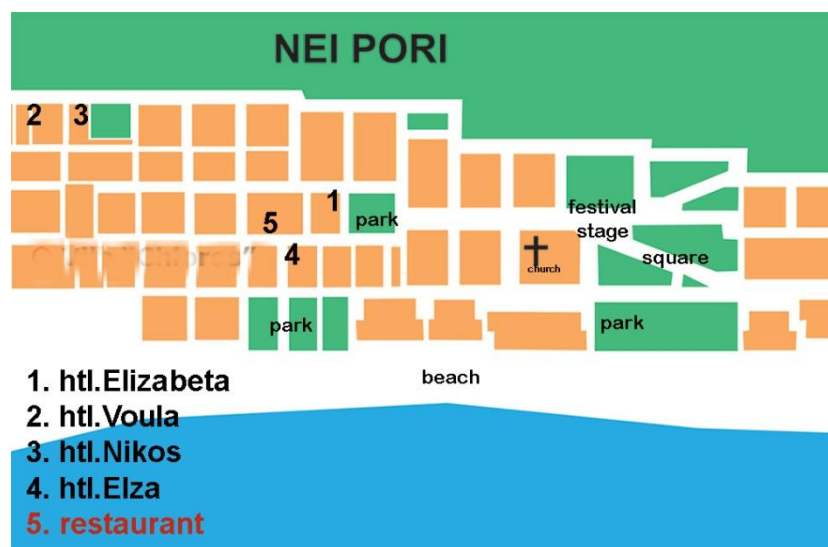 NEI PORI
2 3
1
park
5
festival
stage
4
square
church
park
park
beach
1. htl.Elizabeta
2. htl.Voula
3. htl.Nikos
4. htl.Elza
5. restaurant